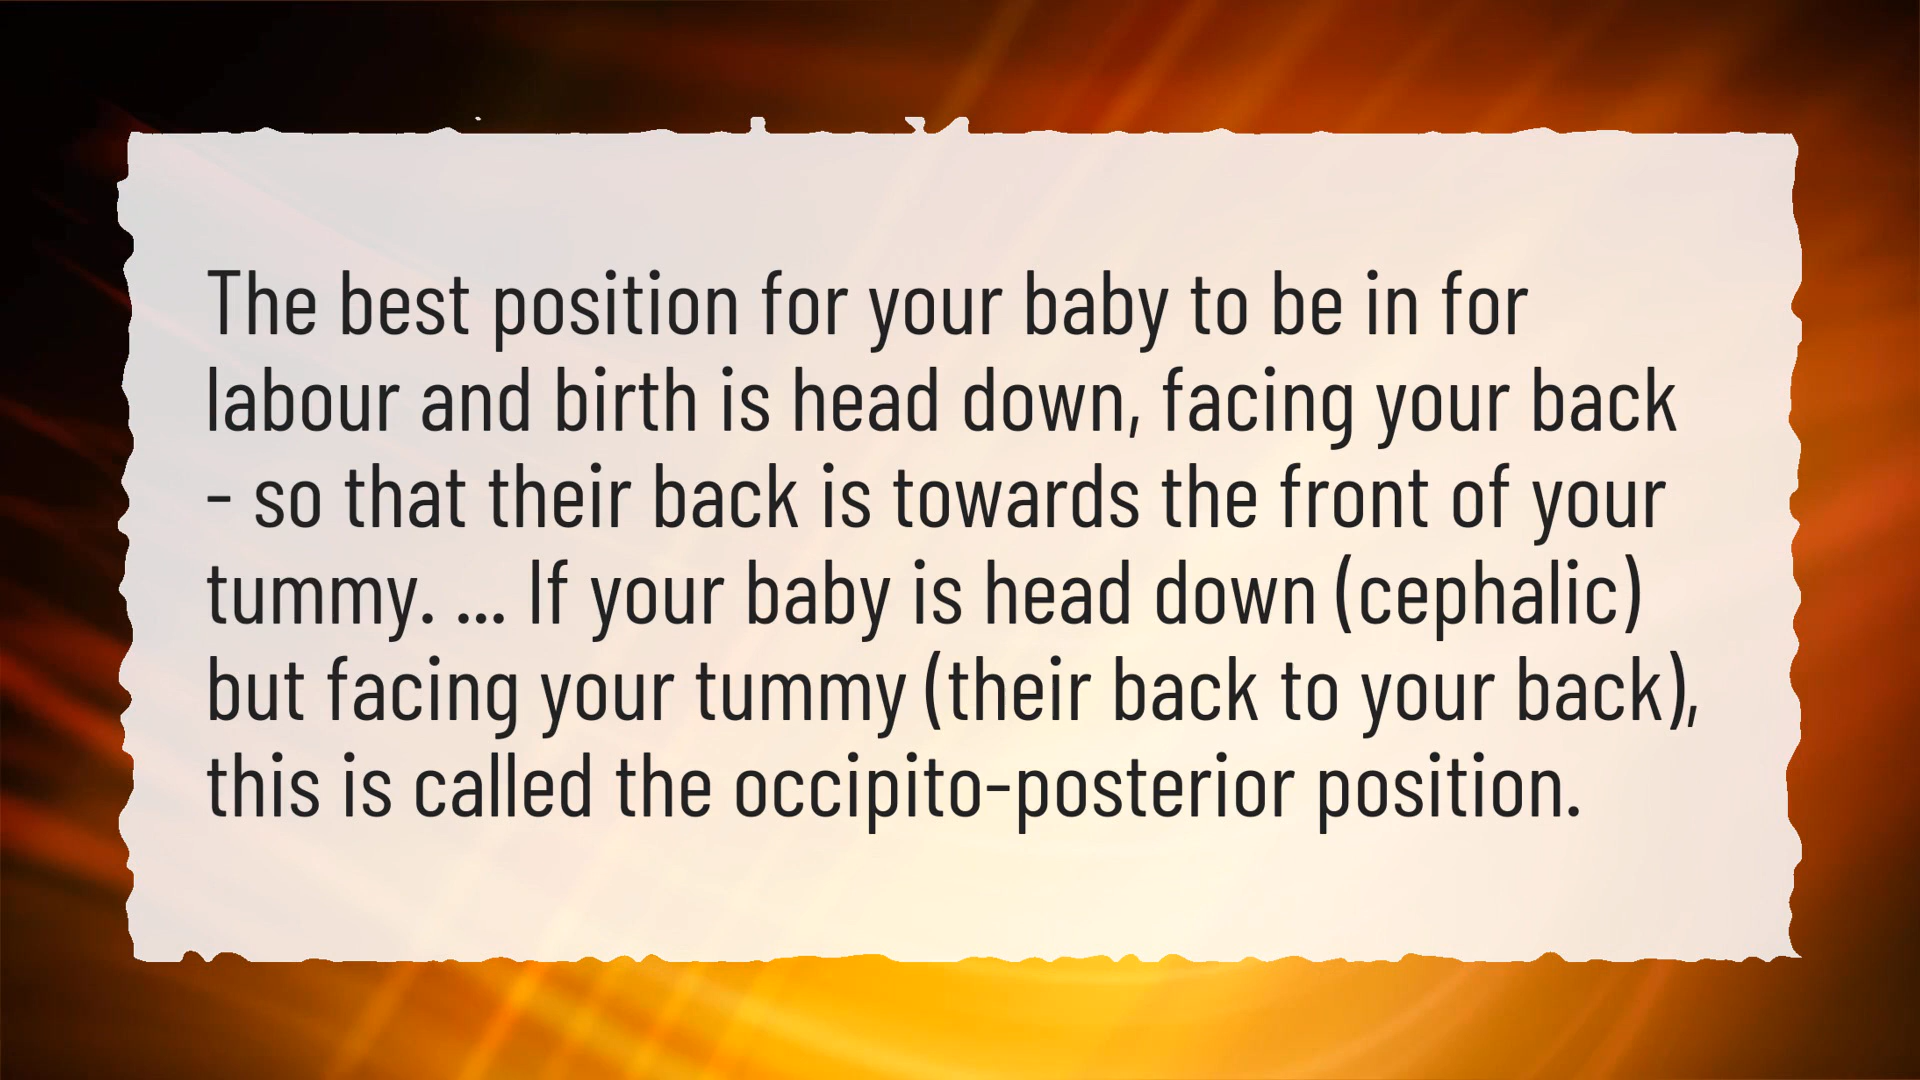 The best position for your baby to be in for
labour and birth is head down, facing your back
- so that their back is towards the front of your
tummy. ... If your baby is head down (cephalic)
but facing your tummy (their back to your back),
this is called the occipito-posterior position.